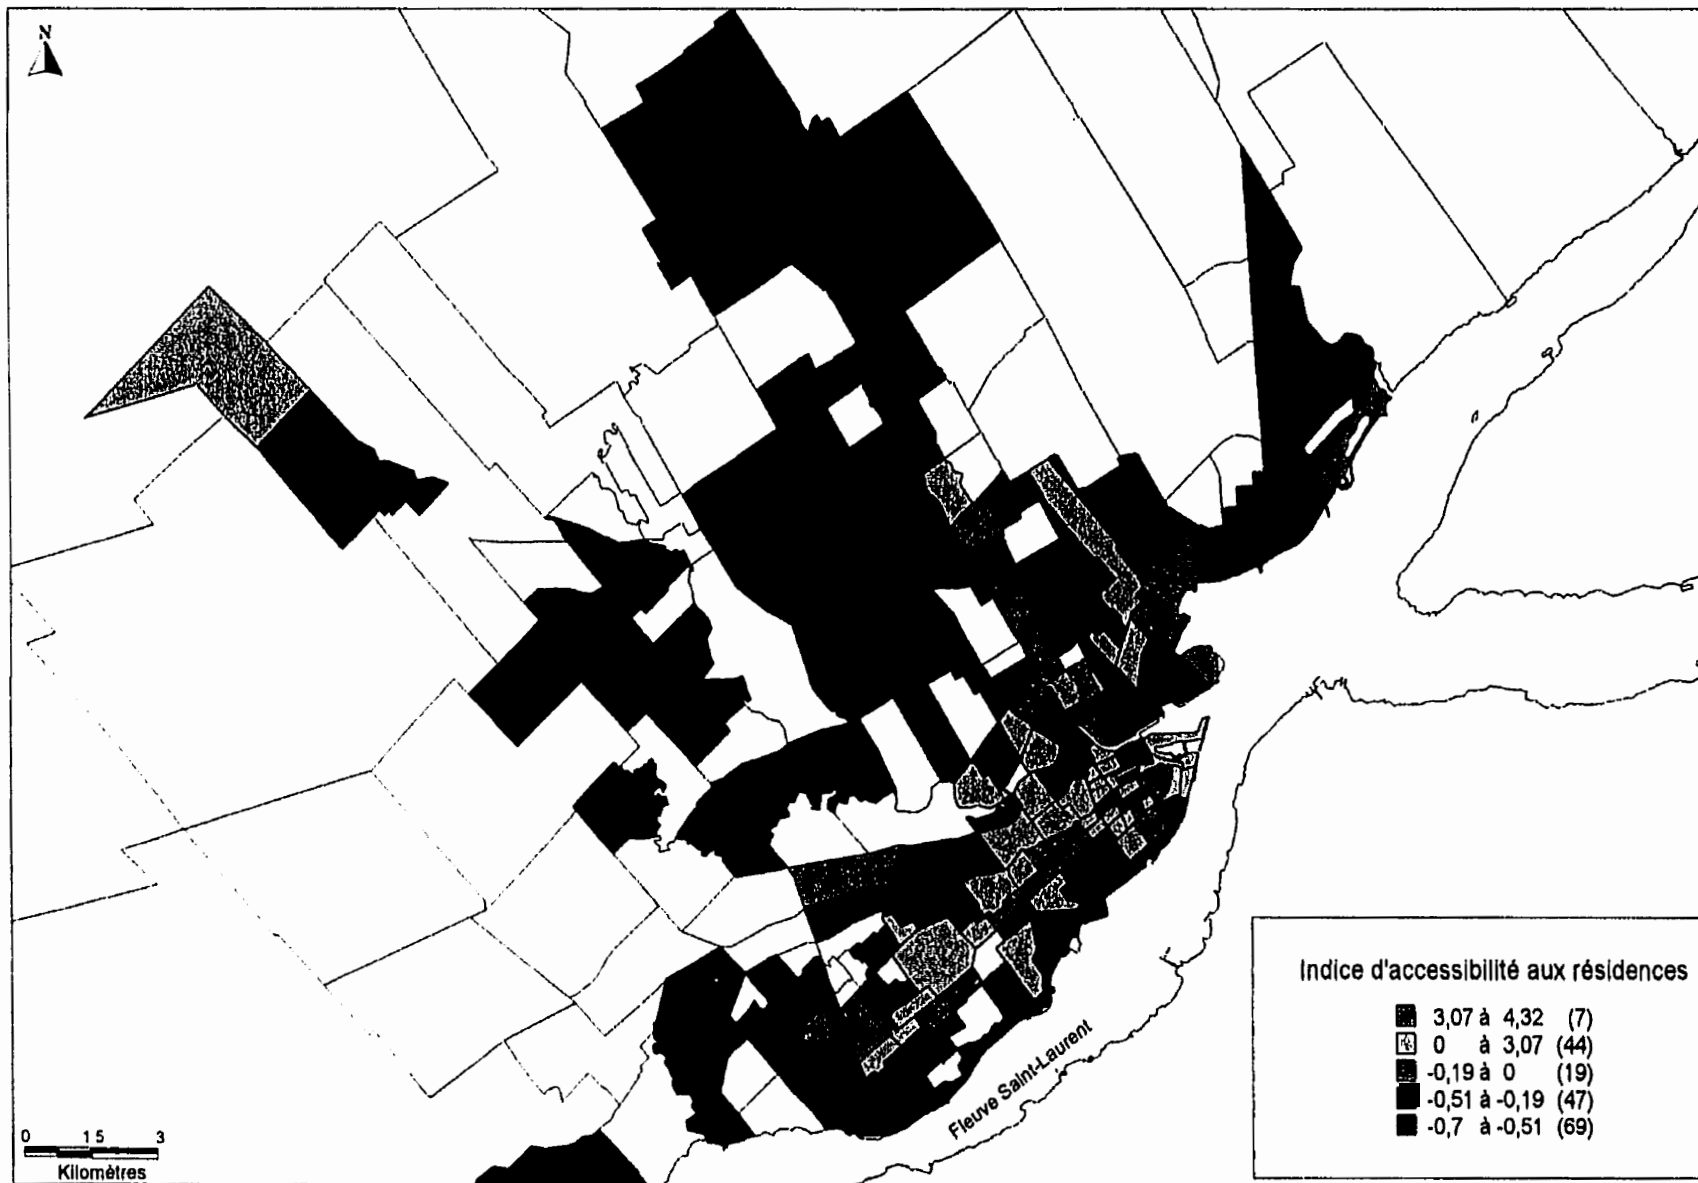 N
Fleuve Saint-Laurent
Indice d'accessibilité aux résidences
3,07 à 4,32 (7)
0 à 3,07 (44)
-0,19 à 0 (19)
-0,51 à -0,19 (47)
-0,7 à -0,51 (69)
0 1 5 3
Kilomètres